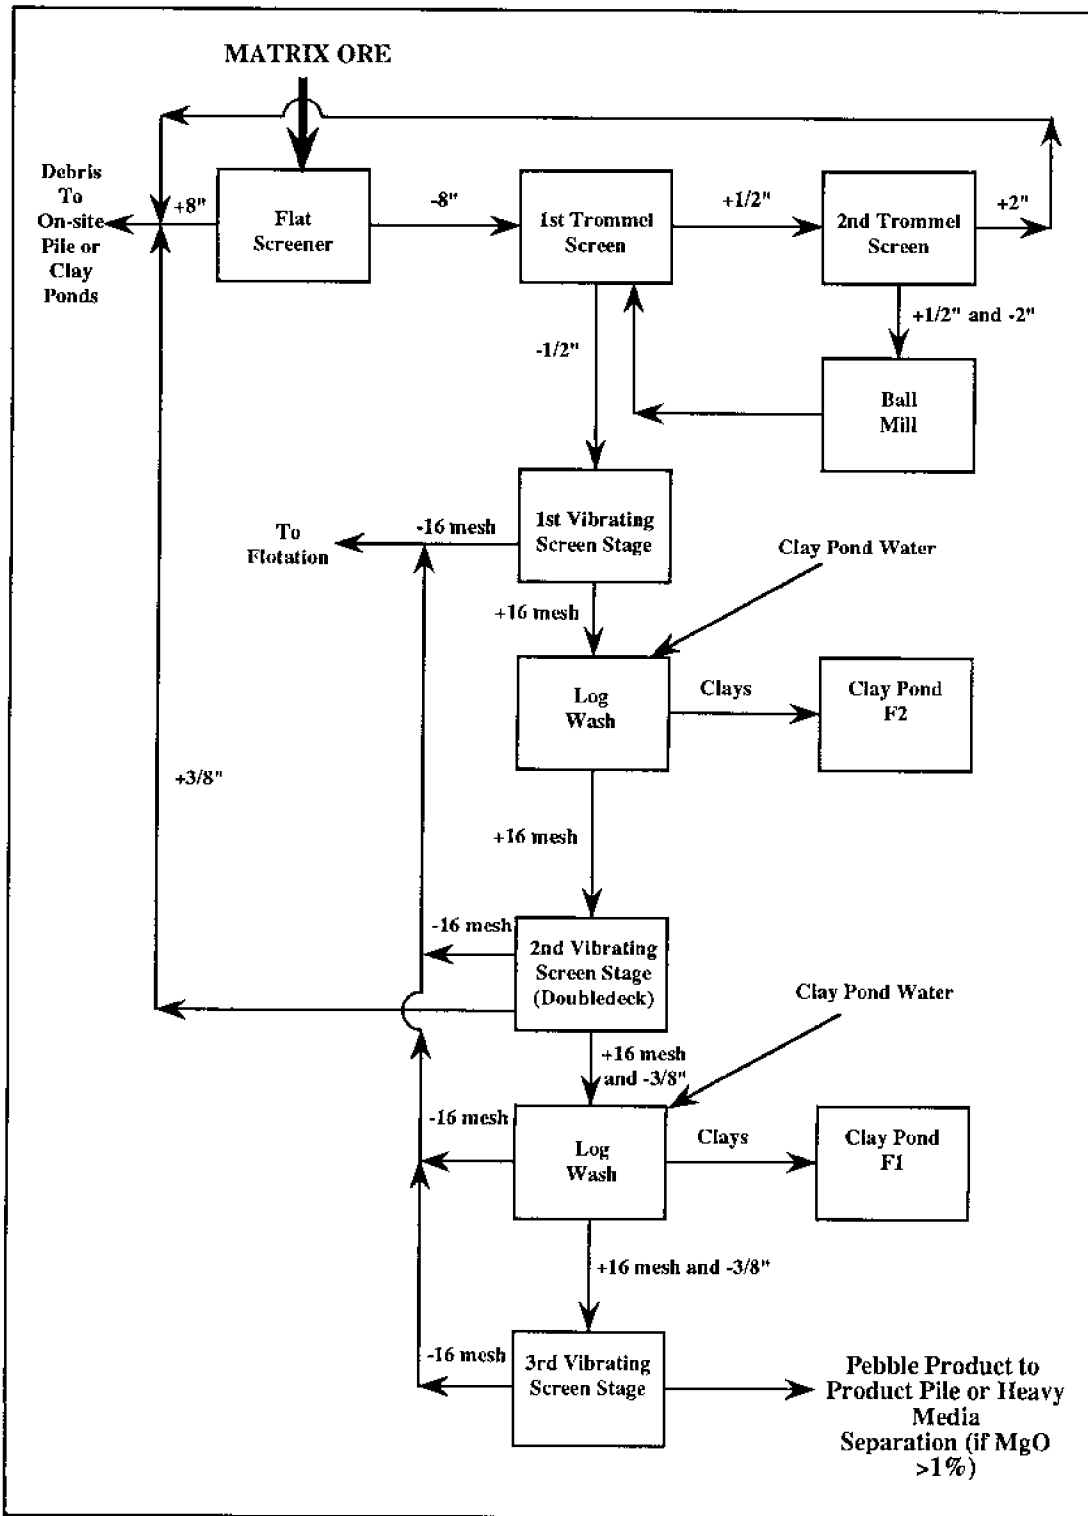 MATRIX ORE
Debris
To
On-site
Pile or
Clay
Ponds
+8"
Flat
Screener
-8"
1st Trommel
Screen
+1/2"
2nd Trommel
Screen
+2"
-1/2"
+1/2" and -2"
Ball
Mill
To
Flotation
-16 mesh
1st Vibrating
Screen Stage
Clay Pond Water
+16 mesh
Log
Wash
Clays
Clay Pond
F2
+3/8"
+16 mesh
-16 mesh
2nd Vibrating
Screen Stage
(Doubledeck)
Clay Pond Water
+16 mesh
and -3/8"
-16 mesh
Log
Wash
Clays
Clay Pond
F1
+16 mesh and -3/8"
-16 mesh
3rd Vibrating
Screen Stage
Pebble Product to
Product Pile or Heavy
Media
Separation (if MgO
>1%)